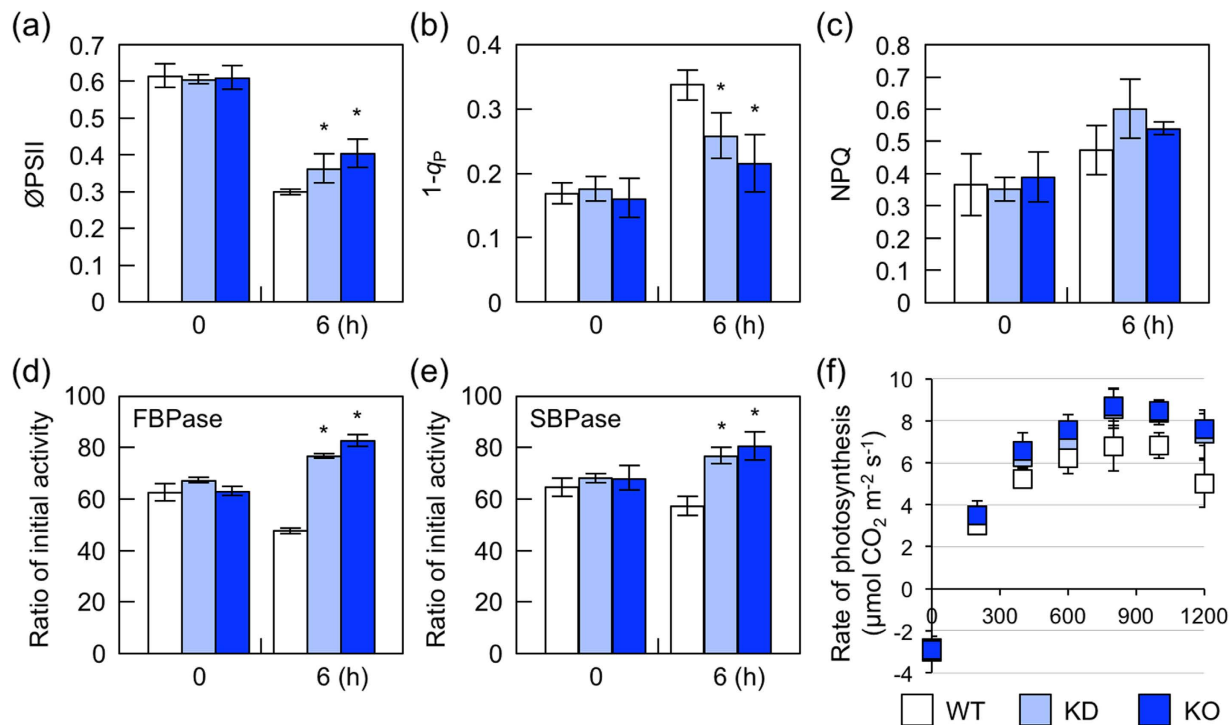 (a)
ØPSII
0.7
0.6
0.5
0.4
0.3
0.2
0.1
0
* *
0 6 (h)
(b)
1-qP
0.4
0.3
0.2
0.1
0
* *
0 6 (h)
(c)
NPQ
0.8
0.7
0.6
0.5
0.4
0.3
0.2
0.1
0
0 6 (h)
(d)
Ratio of initial activity
100
80
60
40
20
0
FBPase
* *
0 6 (h)
(e)
Ratio of initial activity
100
80
60
40
20
0
SBPase
* *
0 6 (h)
(f)
Rate of photosynthesis
(µmol CO2 m-2 s-1)
10
8
6
4
2
0
-2
-4
0 300 600 900 1200
WT KD KO